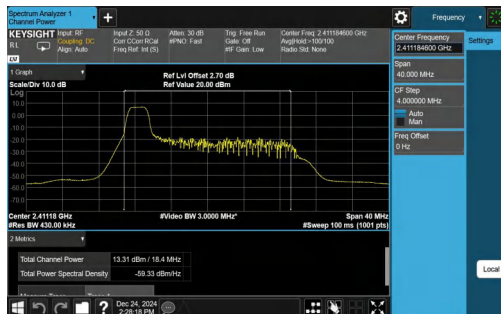 Spectrum Analyzer 1
Channel Power
Frequency
KEYSIGHT
Input: RF
Coupling: DC
Align: Auto
Input Z: 50 Ω
Corr CCorr RCal
Freq Ref: Int (S)
Atten: 30 dB
#PNO: Fast
Trig: Free Run
Gate: Off
#IF Gain: Low
Center Freq: 2.411184600 GHz
Avg|Hold:>100/100
Radio Std: None
RL
LV
Center Frequency
2.411184600 GHz
Settings
Span
40.000 MHz
CF Step
4.000000 MHz
Auto
Man
Freq Offset
0 Hz
1 Graph
Scale/Div 10.0 dB
Ref Lvl Offset 2.70 dB
Ref Value 20.00 dBm
Log
10.0
0.00
-10.0
-20.0
-30.0
-40.0
-50.0
-60.0
-70.0
Center 2.41118 GHz
#Video BW 3.0000 MHz*
Span 40 MHz
#Res BW 430.00 kHz
#Sweep 100 ms (1001 pts)
2 Metrics
Total Channel Power
13.31 dBm / 18.4 MHz
Total Power Spectral Density
-59.33 dBm/Hz
Local
?
Dec 24, 2024
2:28:18 PM